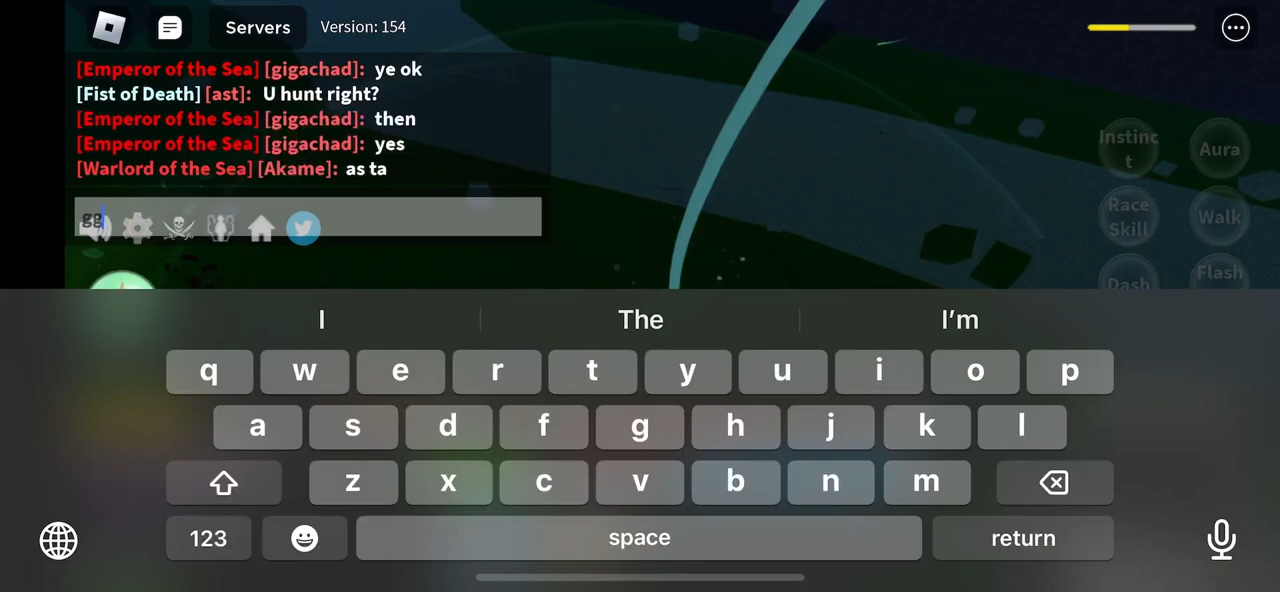 Servers Version: 154
[Emperor of the Sea] [gigachad]: ye ok
[Fist of Death] [ast]: U hunt right?
[Emperor of the Sea] [gigachad]: then
[Emperor of the Sea] [gigachad]: yes
[Warlord of the Sea] [Akame]: as ta
gg
Instinc
t
Aura
Race
Skill
Walk
Dash
Flash
I The I'm
q w e r t y u i o p
a s d f g h j k l
z x c v b n m
123 space return